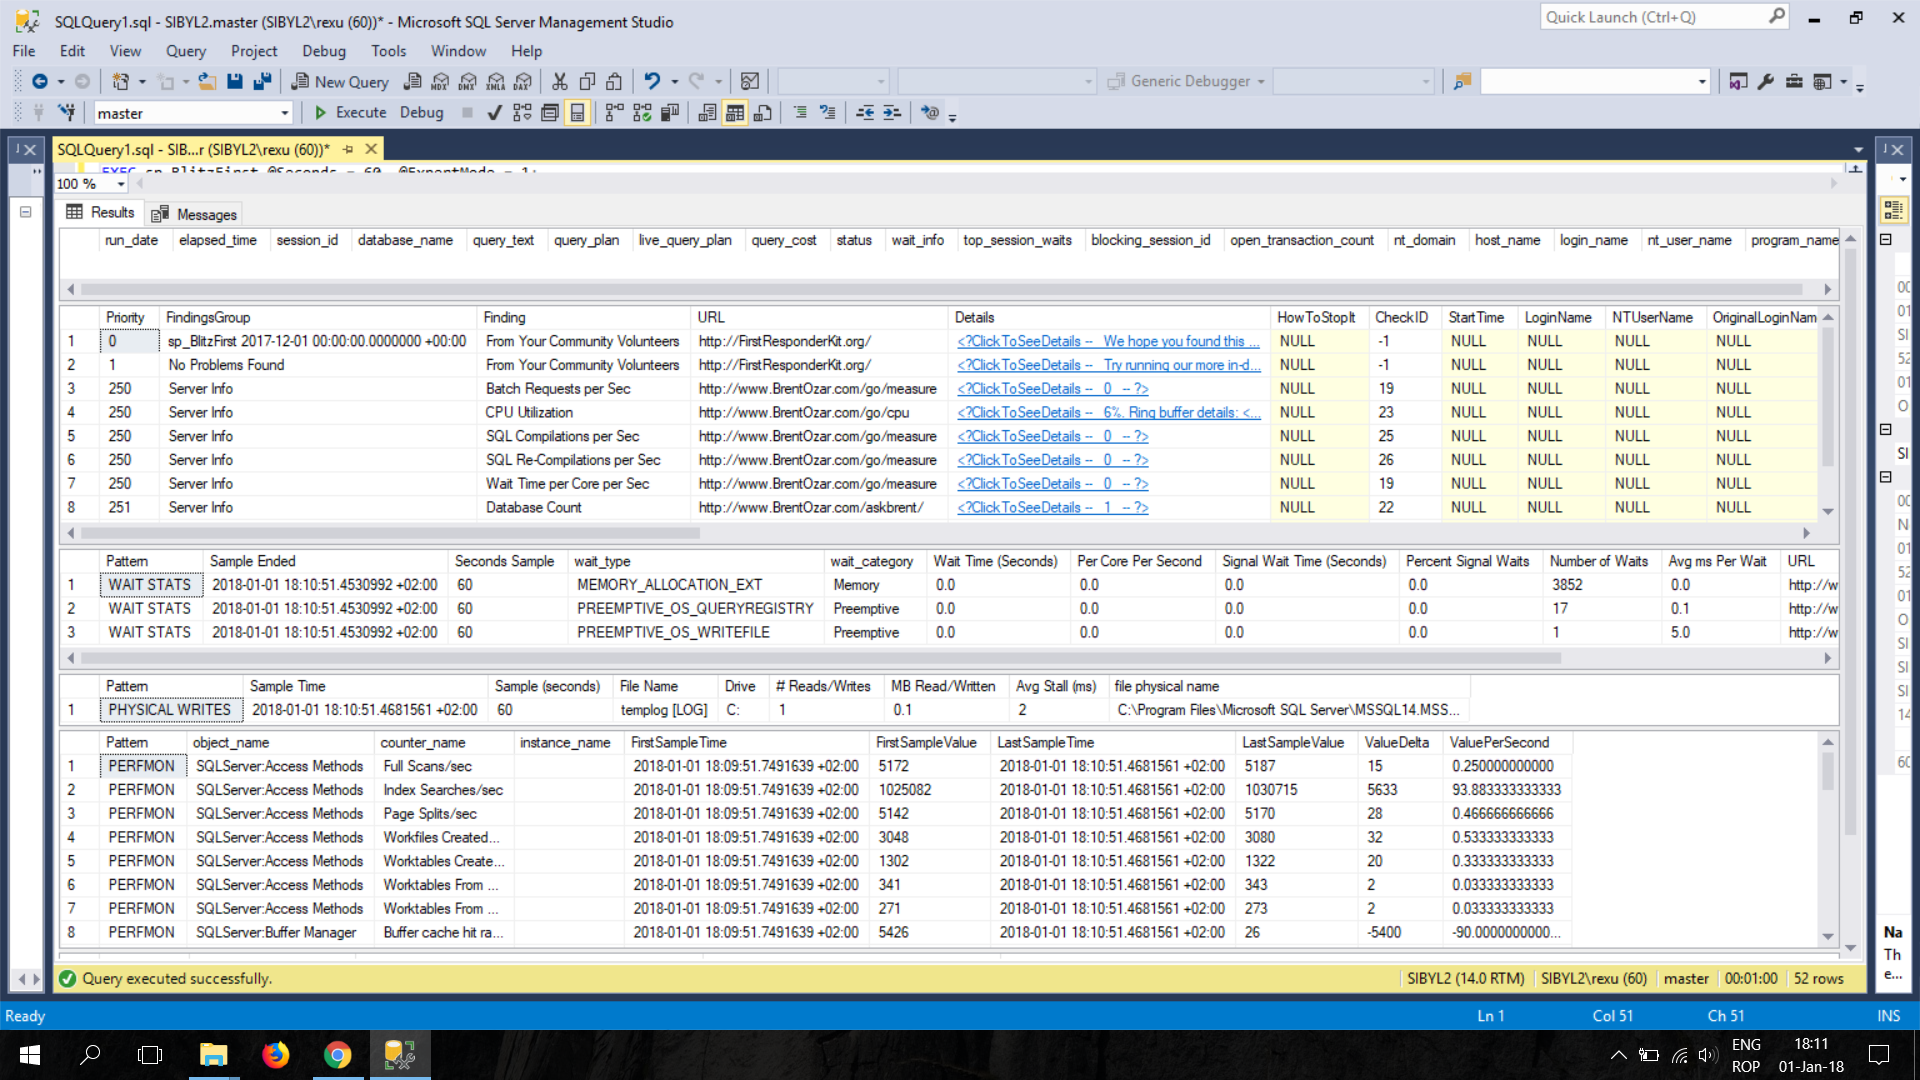 SQLQuery1.sql - SIBYL2.master (SIBYL2\rexu (60))* - Microsoft SQL Server Management Studio
Quick Launch (Ctrl+Q)
File Edit View Query Project Debug Tools Window Help
New Query MDX DMX XMLA DAX Generic Debugger
master Execute Debug
SQLQuery1.sql - SIB...r (SIBYL2\rexu (60))*
EXEC sp_BlitzFirst @Seconds = 60, @ExpertMode = 1;
100 %
Results Messages
run_date elapsed_time session_id database_name query_text query_plan live_query_plan query_cost status wait_info top_session_waits blocking_session_id open_transaction_count nt_domain host_name login_name nt_user_name program_name
Priority FindingsGroup Finding URL Details HowToStopIt CheckID StartTime LoginName NTUserName OriginalLoginNam
1 0 sp_BlitzFirst 2017-12-01 00:00:00.0000000 +00:00 From Your Community Volunteers http://FirstResponderKit.org/ <?ClickToSeeDetails -- We hope you found this ... NULL -1 NULL NULL NULL NULL
2 1 No Problems Found From Your Community Volunteers http://FirstResponderKit.org/ <?ClickToSeeDetails -- Try running our more in-d... NULL -1 NULL NULL NULL NULL
3 250 Server Info Batch Requests per Sec http://www.BrentOzar.com/go/measure <?ClickToSeeDetails -- 0 -- ?> NULL 19 NULL NULL NULL NULL
4 250 Server Info CPU Utilization http://www.BrentOzar.com/go/cpu <?ClickToSeeDetails -- 6%. Ring buffer details: <... NULL 23 NULL NULL NULL NULL
5 250 Server Info SQL Compilations per Sec http://www.BrentOzar.com/go/measure <?ClickToSeeDetails -- 0 -- ?> NULL 25 NULL NULL NULL NULL
6 250 Server Info SQL Re-Compilations per Sec http://www.BrentOzar.com/go/measure <?ClickToSeeDetails -- 0 -- ?> NULL 26 NULL NULL NULL NULL
7 250 Server Info Wait Time per Core per Sec http://www.BrentOzar.com/go/measure <?ClickToSeeDetails -- 0 -- ?> NULL 19 NULL NULL NULL NULL
8 251 Server Info Database Count http://www.BrentOzar.com/askbrent/ <?ClickToSeeDetails -- 1 -- ?> NULL 22 NULL NULL NULL NULL
Pattern Sample Ended Seconds Sample wait_type wait_category Wait Time (Seconds) Per Core Per Second Signal Wait Time (Seconds) Percent Signal Waits Number of Waits Avg ms Per Wait URL
1 WAIT STATS 2018-01-01 18:10:51.4530992 +02:00 60 MEMORY_ALLOCATION_EXT Memory 0.0 0.0 0.0 0.0 3852 0.0 http://w
2 WAIT STATS 2018-01-01 18:10:51.4530992 +02:00 60 PREEMPTIVE_OS_QUERYREGISTRY Preemptive 0.0 0.0 0.0 0.0 17 0.1 http://w
3 WAIT STATS 2018-01-01 18:10:51.4530992 +02:00 60 PREEMPTIVE_OS_WRITEFILE Preemptive 0.0 0.0 0.0 0.0 1 5.0 http://w
Pattern Sample Time Sample (seconds) File Name Drive # Reads/Writes MB Read/Written Avg Stall (ms) file physical name
1 PHYSICAL WRITES 2018-01-01 18:10:51.4681561 +02:00 60 templog [LOG] C: 1 0.1 2 C:\Program Files\Microsoft SQL Server\MSSQL14.MSS...
Pattern object_name counter_name instance_name FirstSampleTime FirstSampleValue LastSampleTime LastSampleValue ValueDelta ValuePerSecond
1 PERFMON SQLServer:Access Methods Full Scans/sec 2018-01-01 18:09:51.7491639 +02:00 5172 2018-01-01 18:10:51.4681561 +02:00 5187 15 0.250000000000
2 PERFMON SQLServer:Access Methods Index Searches/sec 2018-01-01 18:09:51.7491639 +02:00 1025082 2018-01-01 18:10:51.4681561 +02:00 1030715 5633 93.883333333333
3 PERFMON SQLServer:Access Methods Page Splits/sec 2018-01-01 18:09:51.7491639 +02:00 5142 2018-01-01 18:10:51.4681561 +02:00 5170 28 0.466666666666
4 PERFMON SQLServer:Access Methods Workfiles Created... 2018-01-01 18:09:51.7491639 +02:00 3048 2018-01-01 18:10:51.4681561 +02:00 3080 32 0.533333333333
5 PERFMON SQLServer:Access Methods Worktables Create... 2018-01-01 18:09:51.7491639 +02:00 1302 2018-01-01 18:10:51.4681561 +02:00 1322 20 0.333333333333
6 PERFMON SQLServer:Access Methods Worktables From ... 2018-01-01 18:09:51.7491639 +02:00 341 2018-01-01 18:10:51.4681561 +02:00 343 2 0.033333333333
7 PERFMON SQLServer:Access Methods Worktables From ... 2018-01-01 18:09:51.7491639 +02:00 271 2018-01-01 18:10:51.4681561 +02:00 273 2 0.033333333333
8 PERFMON SQLServer:Buffer Manager Buffer cache hit ra... 2018-01-01 18:09:51.7491639 +02:00 5426 2018-01-01 18:10:51.4681561 +02:00 26 -5400 -90.0000000000...
Na
Th
e...
Query executed successfully. SIBYL2 (14.0 RTM) SIBYL2\rexu (60) master 00:01:00 52 rows
Ready Ln 1 Col 51 Ch 51 INS
ENG 18:11
ROP 01-Jan-18